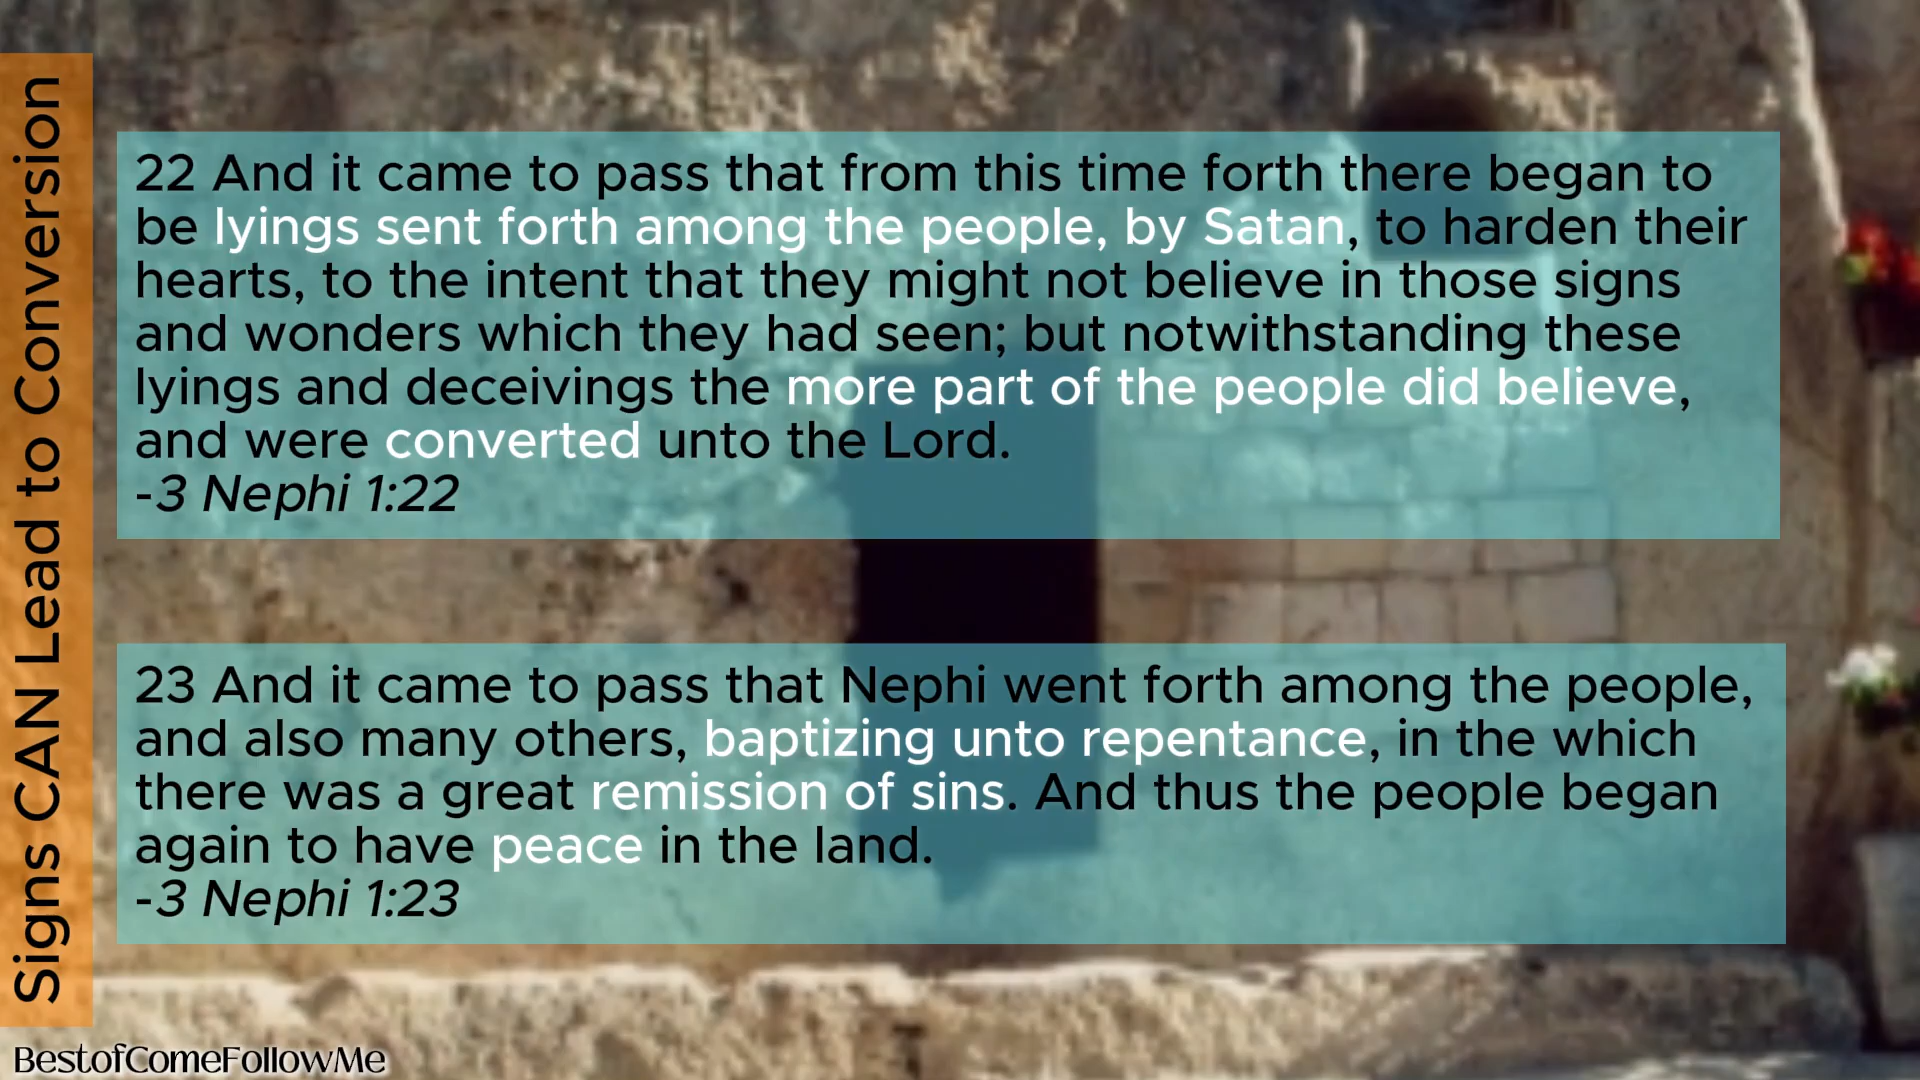 Signs CAN Lead to Conversion
22 And it came to pass that from this time forth there began to
be lyings sent forth among the people, by Satan, to harden their
hearts, to the intent that they might not believe in those signs
and wonders which they had seen; but notwithstanding these
lyings and deceivings the more part of the people did believe,
and were converted unto the Lord.
-3 Nephi 1:22
23 And it came to pass that Nephi went forth among the people,
and also many others, baptizing unto repentance, in the which
there was a great remission of sins. And thus the people began
again to have peace in the land.
-3 Nephi 1:23
BestofComeFollowMe